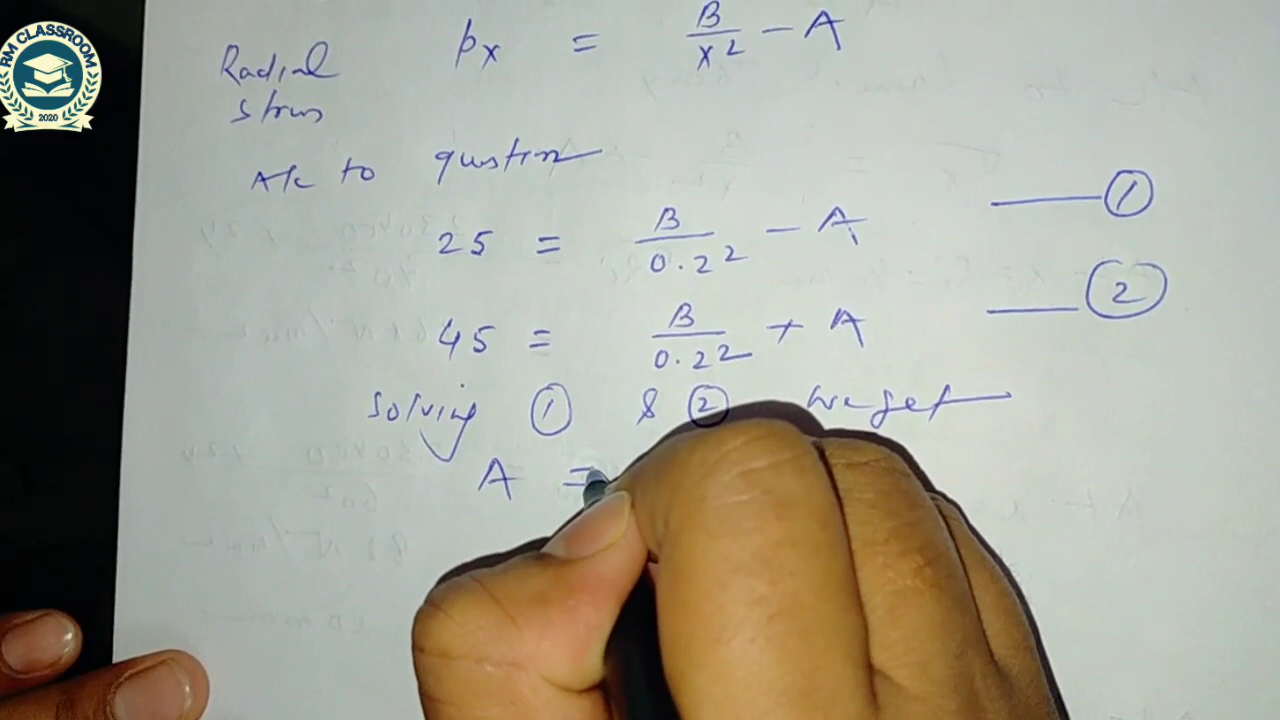 RM CLASSROOM
2020
Radial px = B/x² - A
stress
A/c to question
25 = B/0.2² - A ——①
45 = B/0.2² + A ——②
solving ① & ② we get
A =